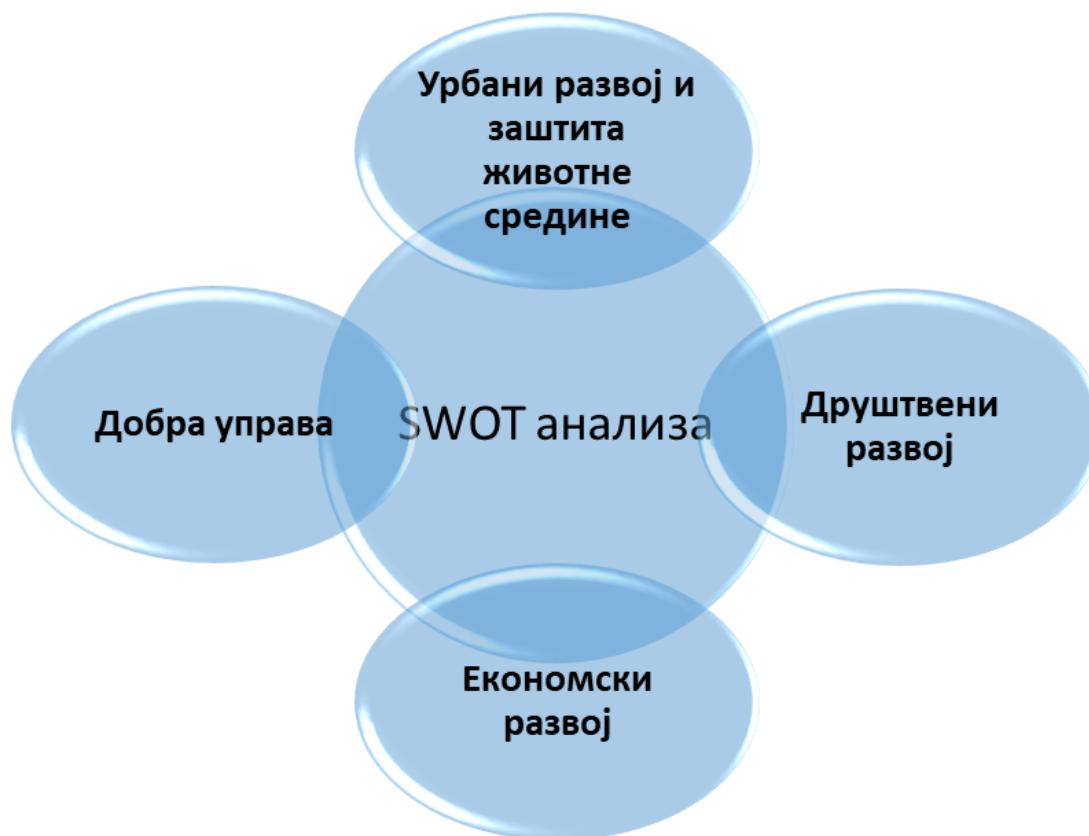 Урбани развој и
заштита
животне
средине
Добра управа
SWOT анализа
Друштвени
развој
Економски
развој